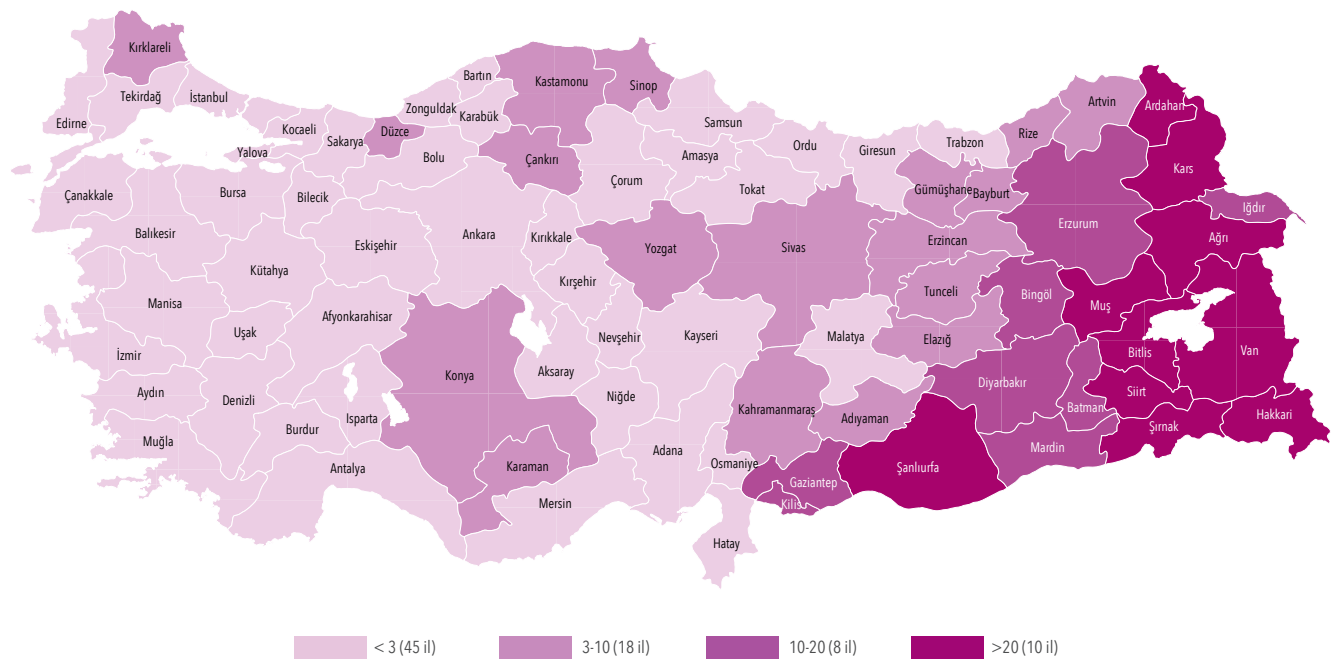 Kırklareli
Edirne
Tekirdağ
İstanbul
Kocaeli
Yalova
Sakarya
Düzce
Zonguldak
Bartın
Karabük
Kastamonu
Sinop
Bolu
Çankırı
Samsun
Amasya
Çorum
Ordu
Tokat
Giresun
Trabzon
Gümüşhane
Bayburt
Rize
Artvin
Ardahan
Kars
Iğdır
Çanakkale
Balıkesir
Bursa
Bilecik
Kütahya
Eskişehir
Ankara
Kırıkkale
Kırşehir
Yozgat
Sivas
Erzincan
Erzurum
Ağrı
Tunceli
Bingöl
Muş
Manisa
Uşak
Afyonkarahisar
Konya
Aksaray
Nevşehir
Kayseri
Malatya
Elazığ
Bitlis
Van
İzmir
Aydın
Denizli
Isparta
Burdur
Muğla
Antalya
Karaman
Niğde
Mersin
Adana
Osmaniye
Hatay
Kahramanmaraş
Adıyaman
Gaziantep
Kilis
Şanlıurfa
Diyarbakır
Mardin
Batman
Siirt
Şırnak
Hakkari
< 3 (45 il) 3-10 (18 il) 10-20 (8 il) >20 (10 il)